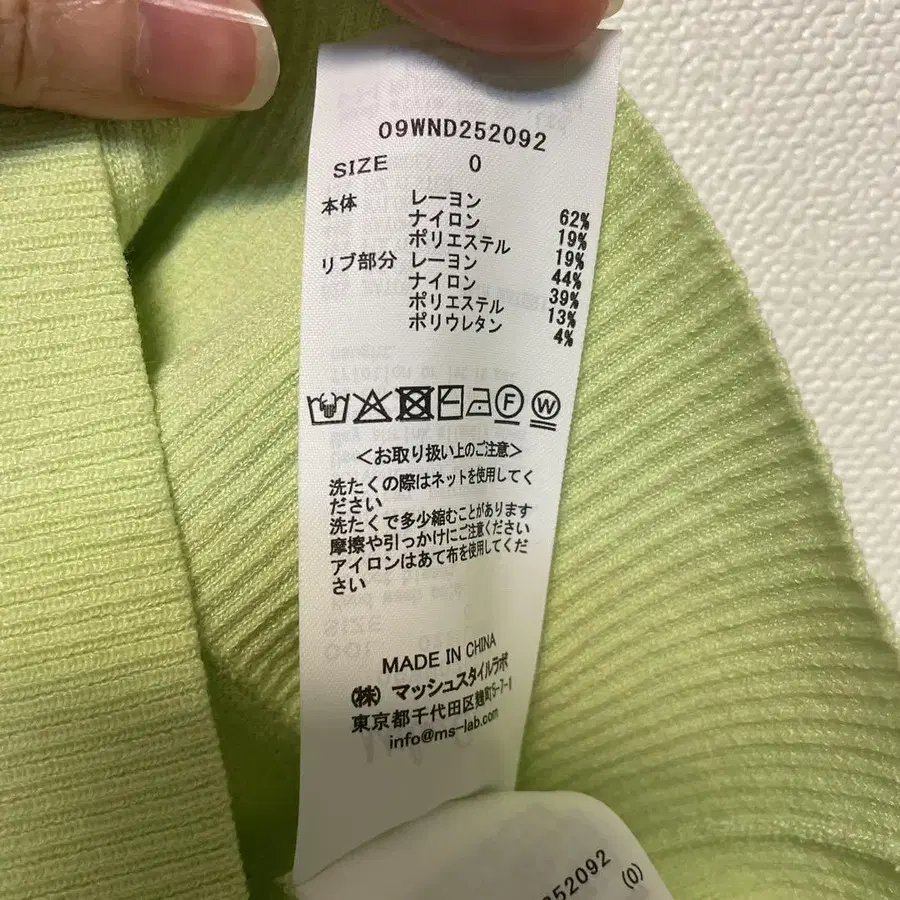 09WND252092
SIZE 0
本体 レーヨン 62%
ナイロン 19%
ポリエステル 19%
リブ部分 レーヨン 44%
ナイロン 39%
ポリエステル 13%
ポリウレタン 4%
F W
<お取り扱い上のご注意>
洗たくの際はネットを使用してく
ださい
洗たくで多少縮むことがあります
摩擦や引っかけにご注意ください
アイロンはあて布を使用してくだ
さい
MADE IN CHINA
(株) マッシュスタイルラボ
東京都千代田区麹町5-7-1
info@ms-lab.com
52092 (0)